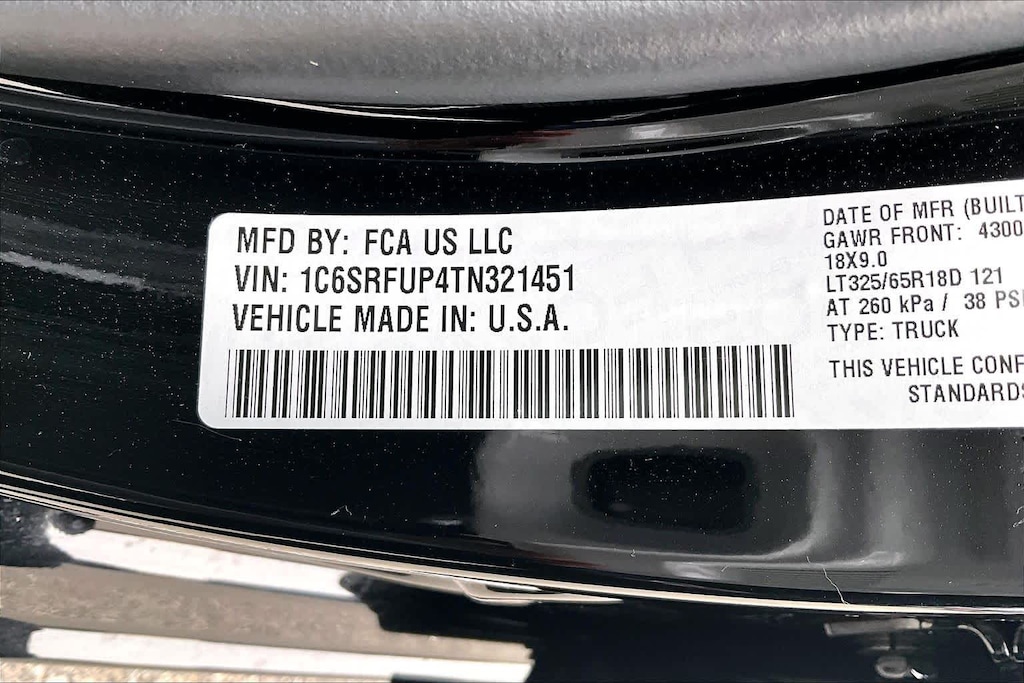 MFD BY: FCA US LLC
VIN: 1C6SRFUP4TN321451
VEHICLE MADE IN: U.S.A.
DATE OF MFR (BUILT
GAWR FRONT: 4300
18X9.0
LT325/65R18D 121
AT 260 kPa / 38 PSI
TYPE: TRUCK
THIS VEHICLE CONF
STANDARDS